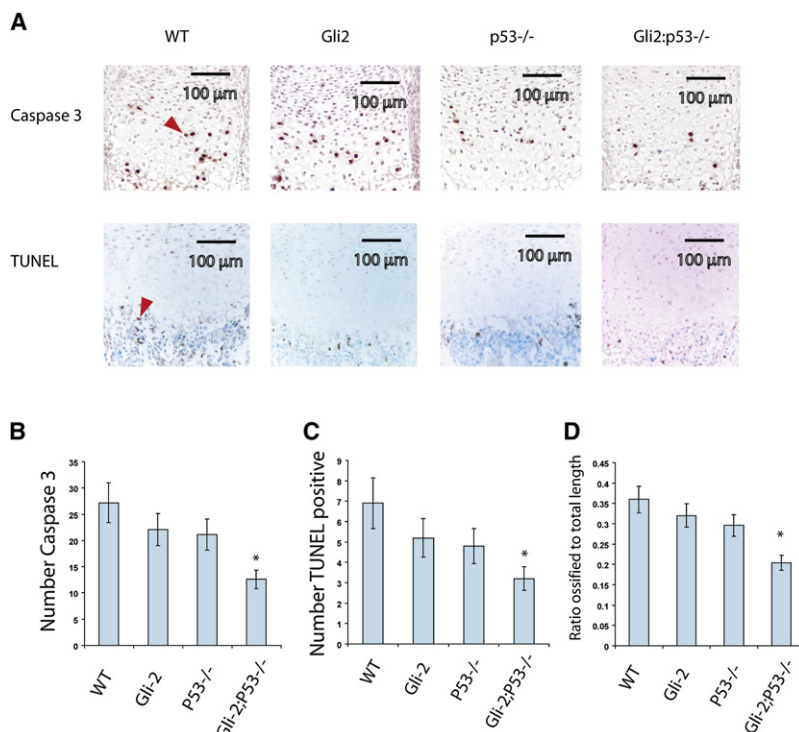 A
WT Gli2 p53-/- Gli2:p53-/-
Caspase 3
100 µm 100 µm 100 µm 100 µm
TUNEL
100 µm 100 µm 100 µm 100 µm
B
Number Caspase 3
35
30
25
20
15
10
5
0
*
WT Gli-2 P53-/- Gli-2;P53-/-
C
Number TUNEL positive
9
8
7
6
5
4
3
2
1
0
*
WT Gli-2 P53-/- Gli-2;P53-/-
D
Ratio ossified to total length
0.45
0.4
0.35
0.3
0.25
0.2
0.15
0.1
0.05
0
*
WT Gli-2 P53-/- Gli-2;P53-/-